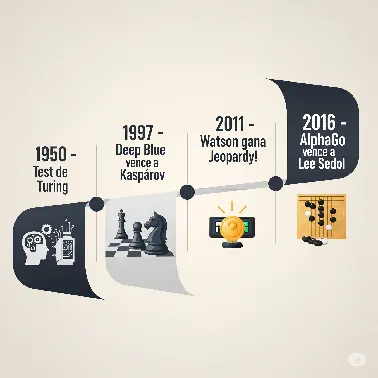 1950 -
Test de
Turing
1997 -
Deep Blue
vence a
Kaspárov
2011 -
Watson gana
Jeopardy!
2016 -
AlphaGo
vence a
Lee Sedol